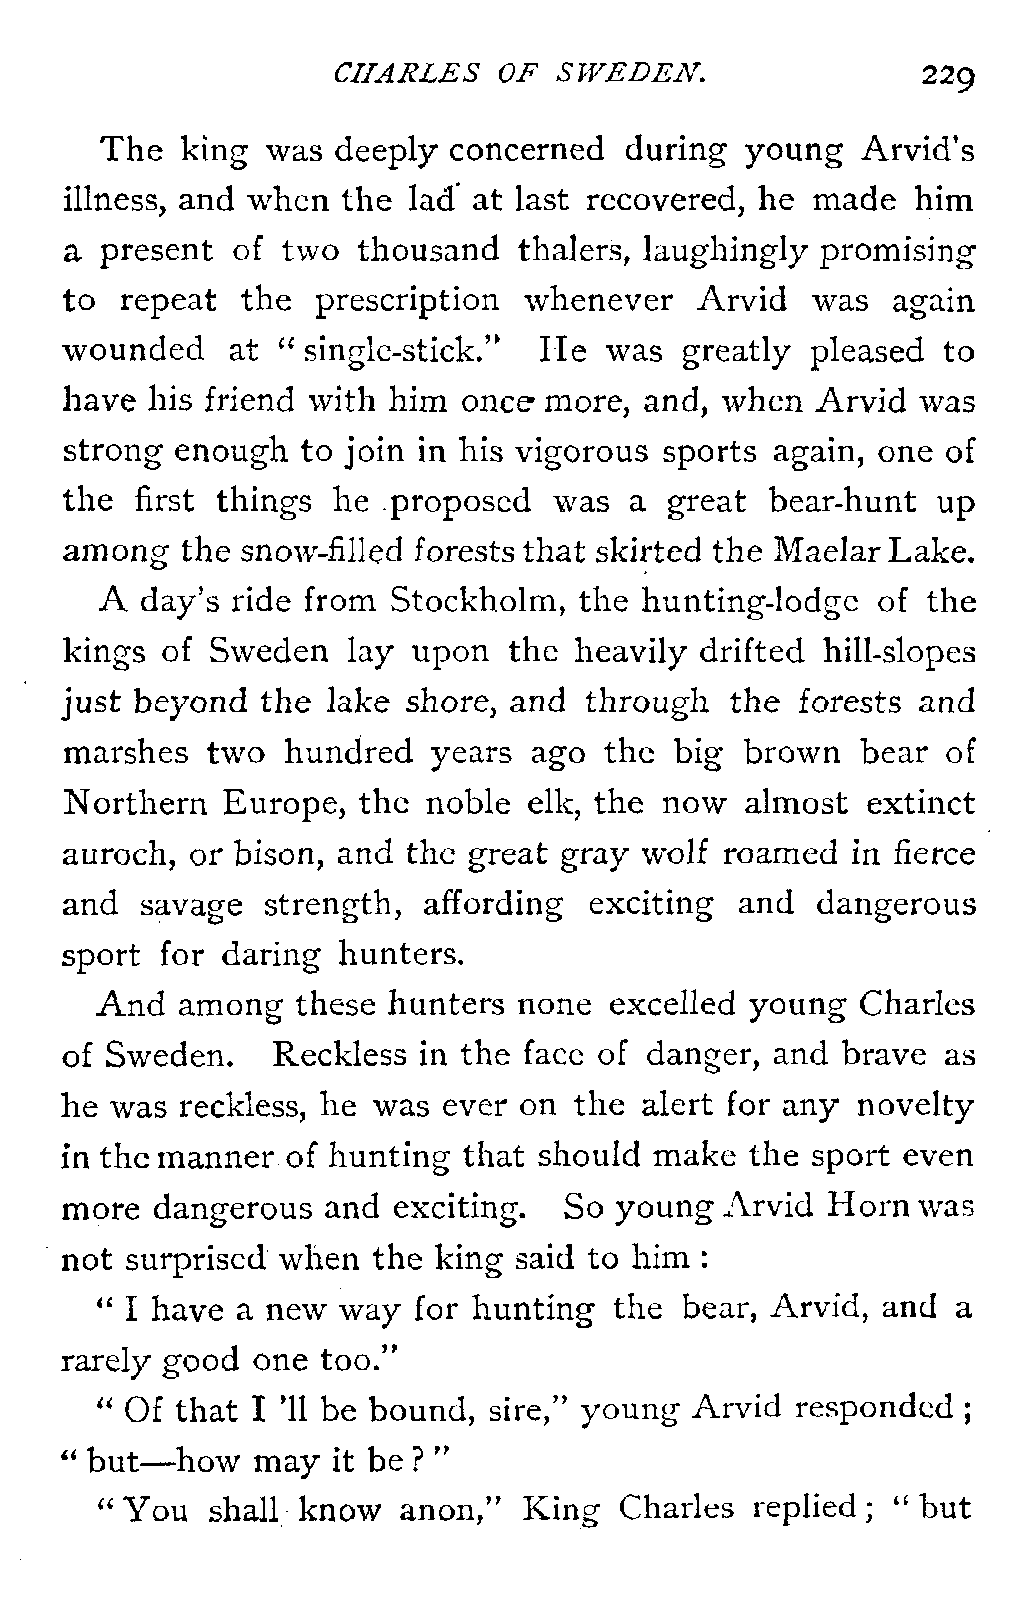 CHARLES OF SWEDEN. 229
The king was deeply concerned during young Arvid's
illness, and when the lad at last recovered, he made him
a present of two thousand thalers, laughingly promising
to repeat the prescription whenever Arvid was again
wounded at “single-stick.” He was greatly pleased to
have his friend with him once more, and, when Arvid was
strong enough to join in his vigorous sports again, one of
the first things he proposed was a great bear-hunt up
among the snow-filled forests that skirted the Maelar Lake.
A day's ride from Stockholm, the hunting-lodge of the
kings of Sweden lay upon the heavily drifted hill-slopes
just beyond the lake shore, and through the forests and
marshes two hundred years ago the big brown bear of
Northern Europe, the noble elk, the now almost extinct
auroch, or bison, and the great gray wolf roamed in fierce
and savage strength, affording exciting and dangerous
sport for daring hunters.
And among these hunters none excelled young Charles
of Sweden. Reckless in the face of danger, and brave as
he was reckless, he was ever on the alert for any novelty
in the manner of hunting that should make the sport even
more dangerous and exciting. So young Arvid Horn was
not surprised when the king said to him :
“ I have a new way for hunting the bear, Arvid, and a
rarely good one too.”
“ Of that I 'll be bound, sire,” young Arvid responded ;
“ but—how may it be ? ”
“ You shall know anon,” King Charles replied ; “ but